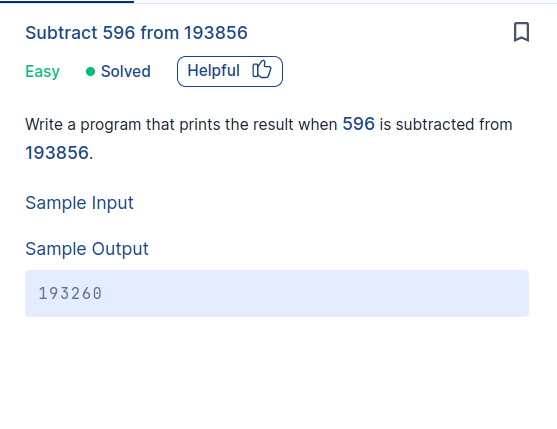 Subtract 596 from 193856
Easy
Solved
Helpful
Write a program that prints the result when 596 is subtracted from
193856.
Sample Input
Sample Output
193260